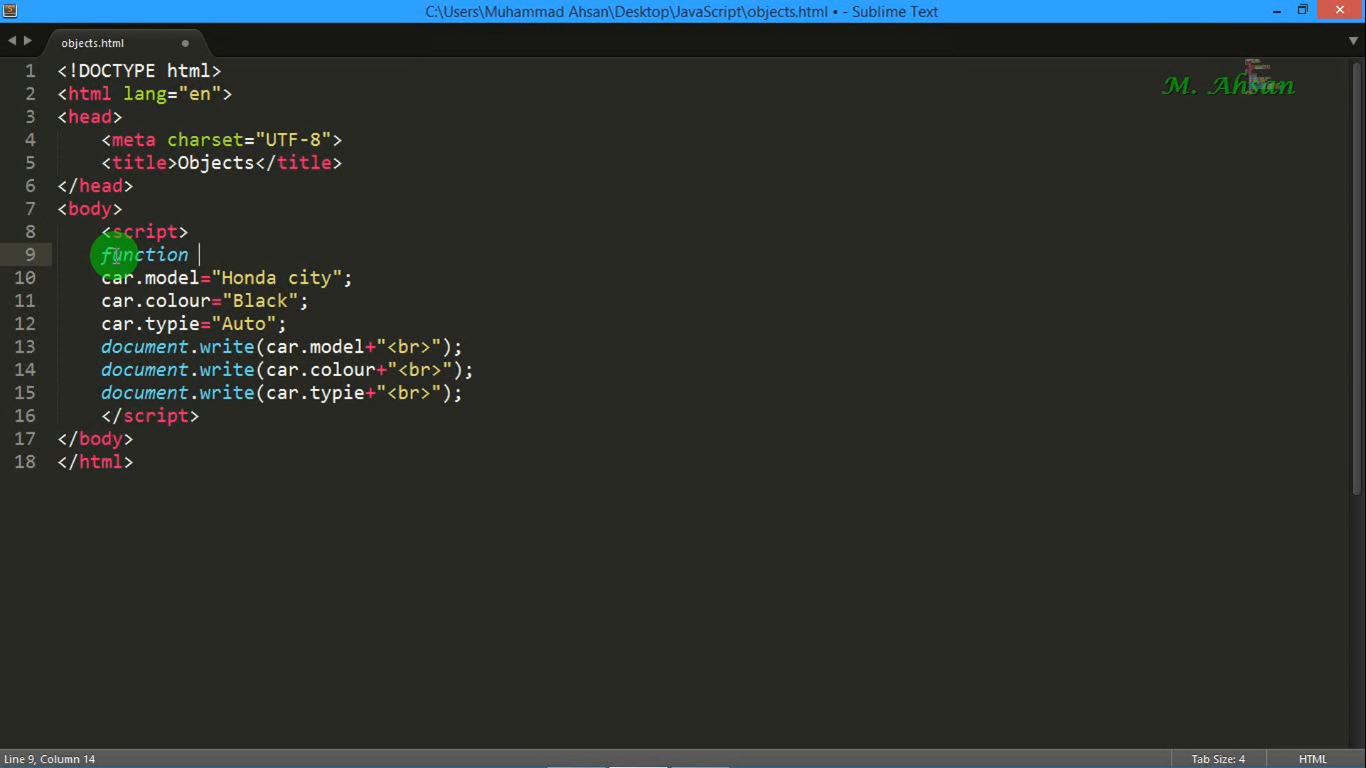 C:\Users\Muhammad Ahsan\Desktop\JavaScript\objects.html • - Sublime Text
objects.html
M. Ahsan
1 <!DOCTYPE html>
2 <html lang="en">
3 <head>
4 <meta charset="UTF-8">
5 <title>Objects</title>
6 </head>
7 <body>
8 <script>
9 function
10 car.model="Honda city";
11 car.colour="Black";
12 car.typie="Auto";
13 document.write(car.model+"<br>");
14 document.write(car.colour+"<br>");
15 document.write(car.typie+"<br>");
16 </script>
17 </body>
18 </html>
Line 9, Column 14
Tab Size: 4
HTML